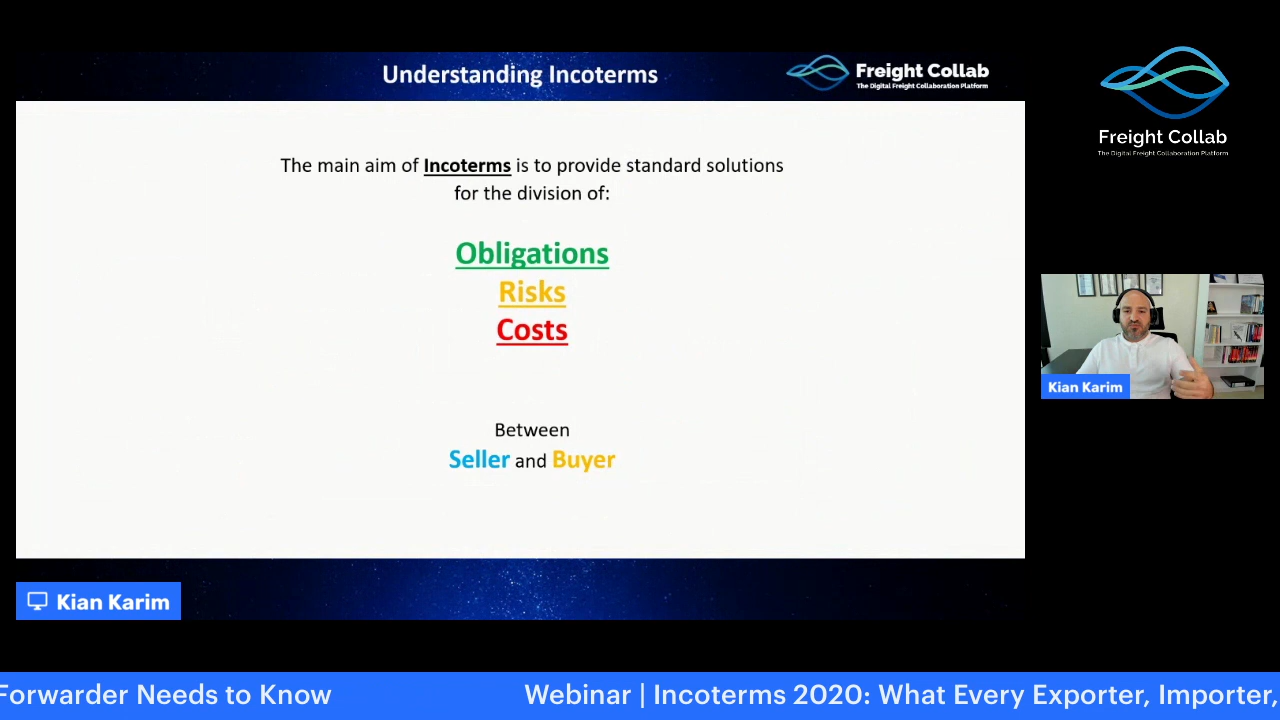 Understanding Incoterms
Freight Collab
The Digital Freight Collaboration Platform
Freight Collab
The Digital Freight Collaboration Platform
The main aim of Incoterms is to provide standard solutions
for the division of:
Obligations
Risks
Costs
Between
Seller and Buyer
Kian Karim
Kian Karim
Forwarder Needs to Know
Webinar | Incoterms 2020: What Every Exporter, Importer,